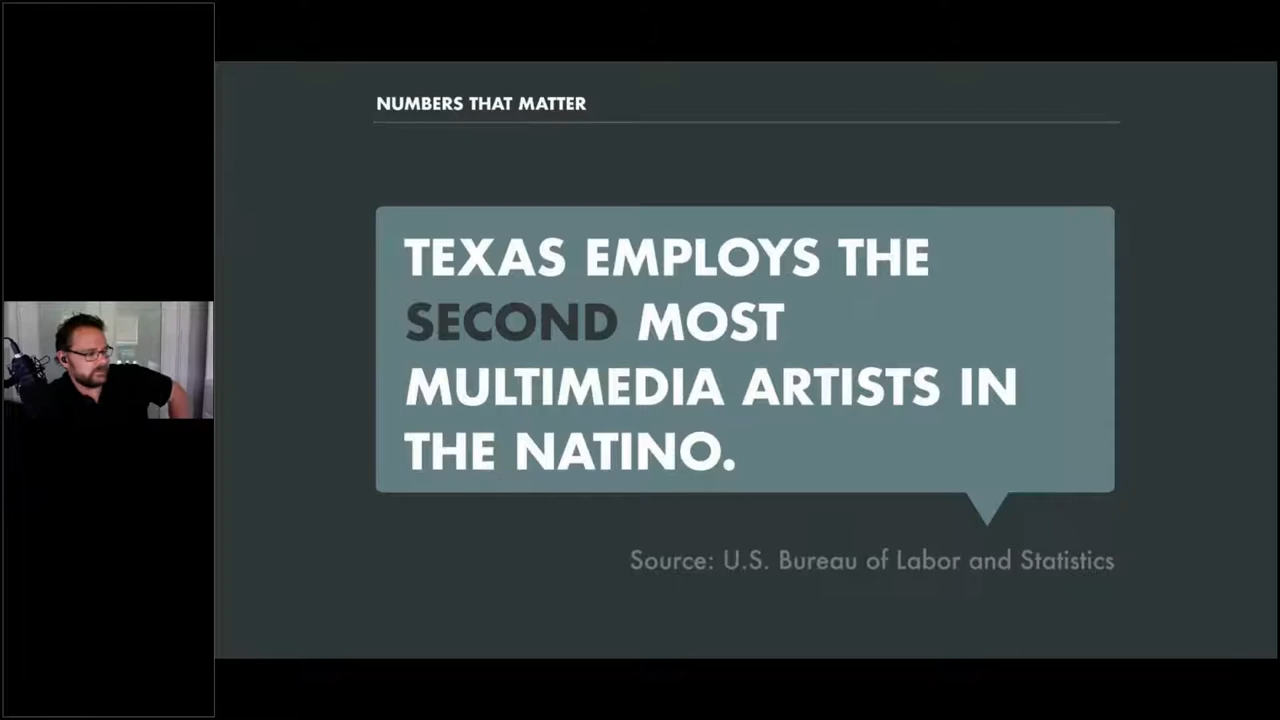 NUMBERS THAT MATTER
TEXAS EMPLOYS THE
SECOND MOST
MULTIMEDIA ARTISTS IN
THE NATINO.
Source: U.S. Bureau of Labor and Statistics